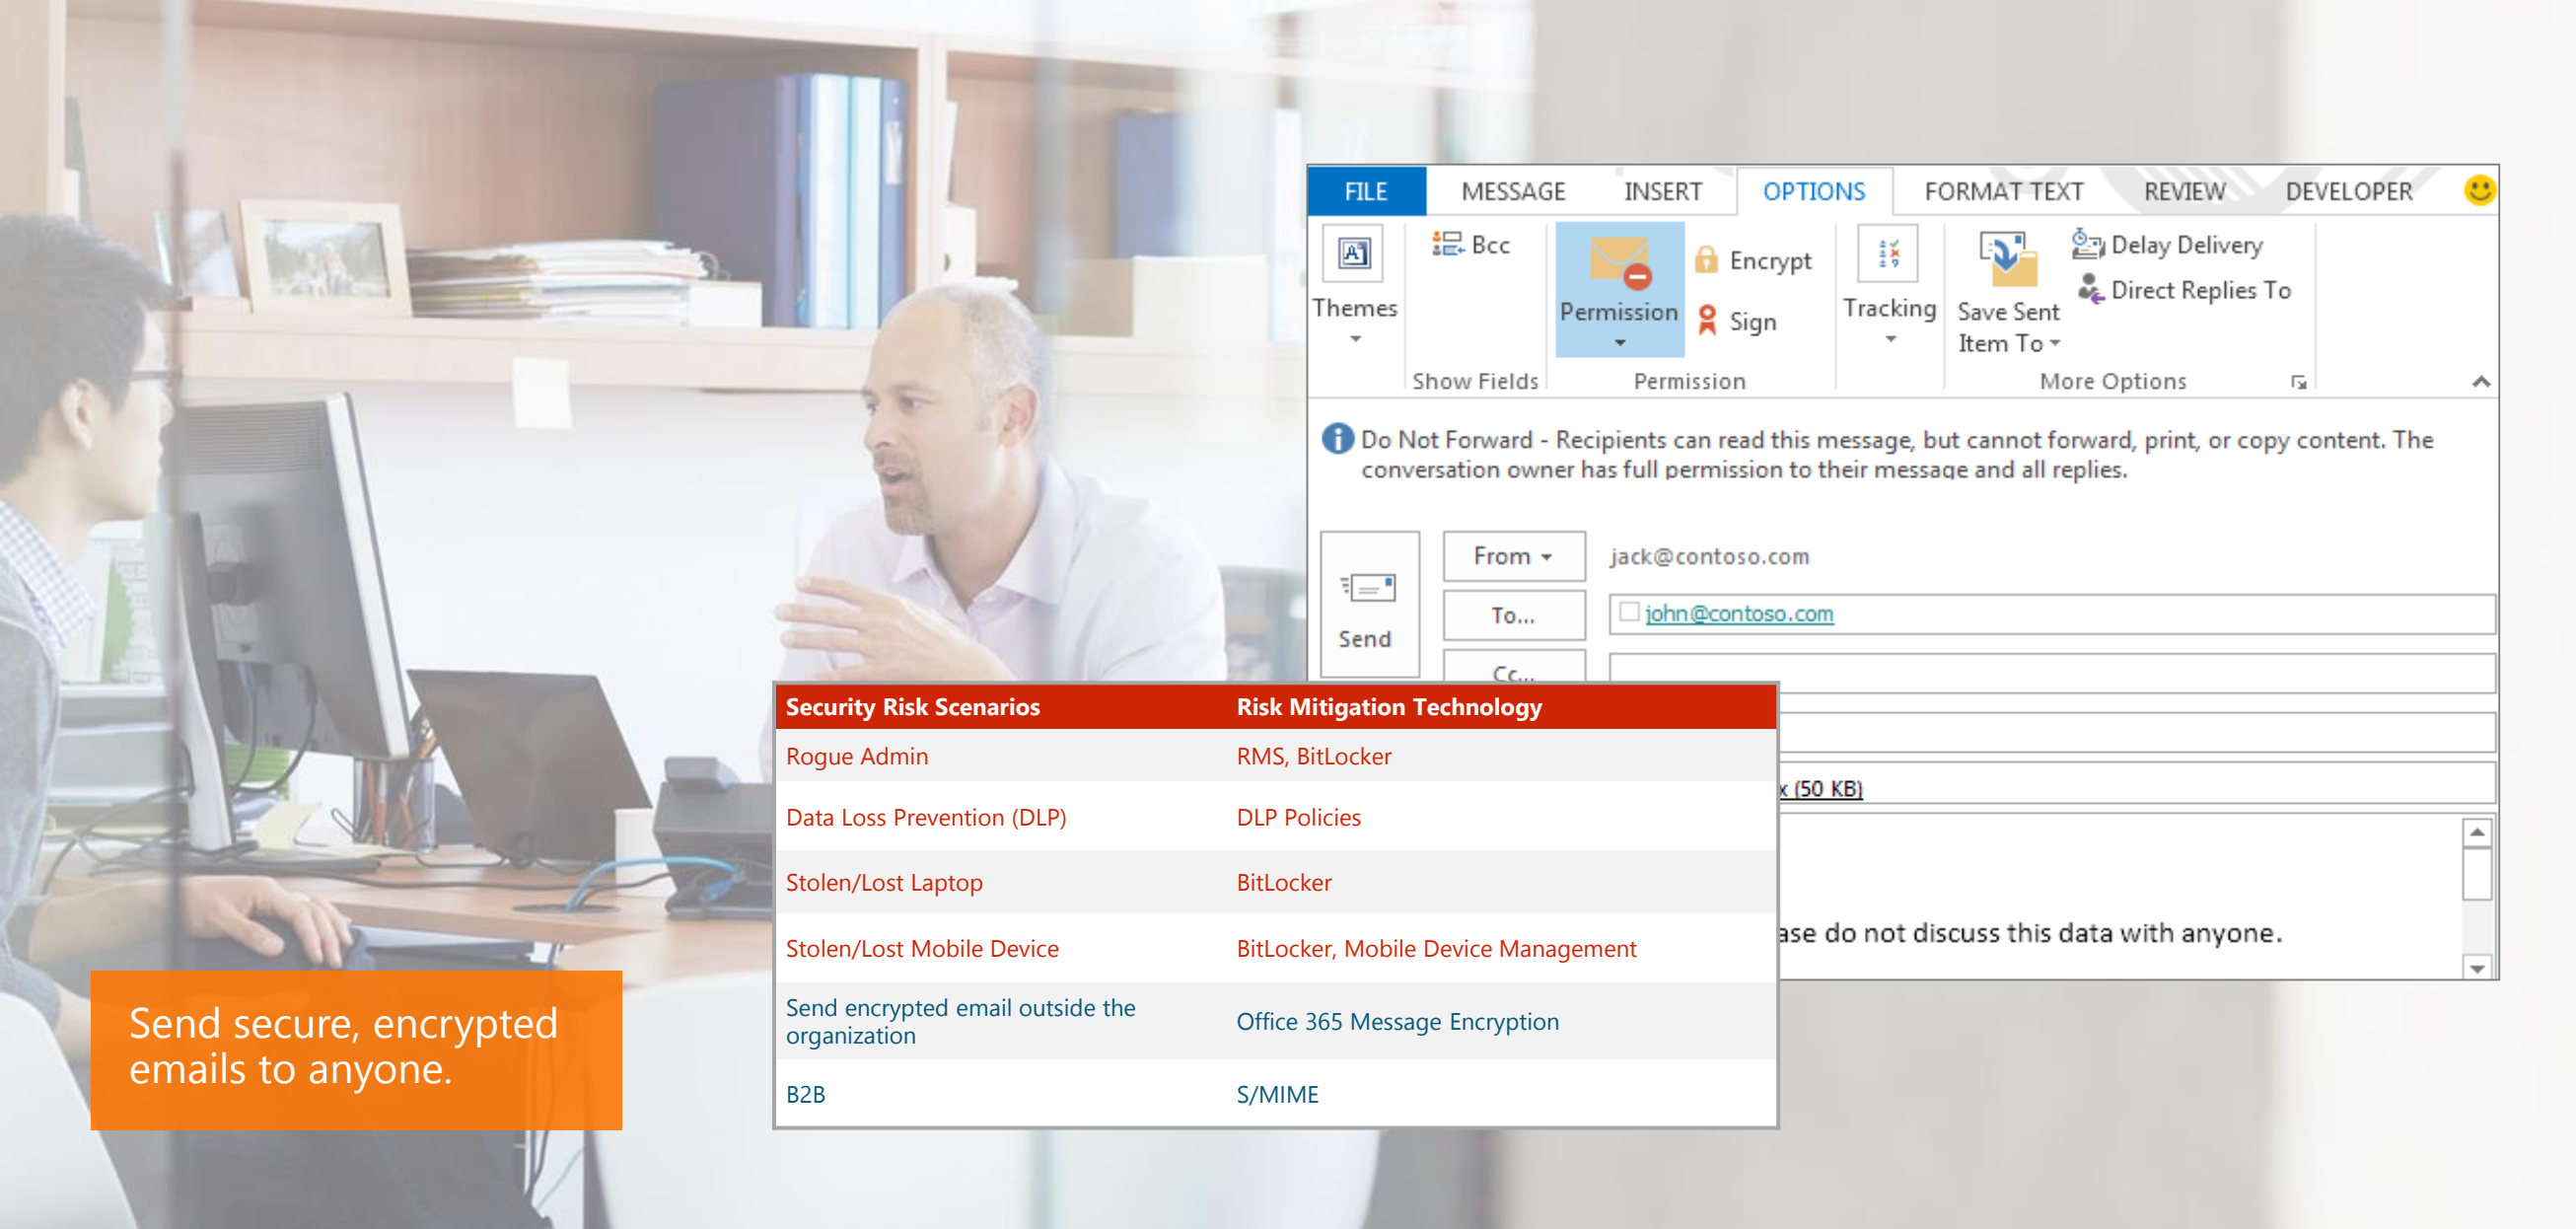 FILE MESSAGE INSERT OPTIONS FORMAT TEXT REVIEW DEVELOPER
Bcc
Encrypt
Delay Delivery
Direct Replies To
Themes
Permission
Sign
Tracking
Save Sent
Item To
Show Fields
Permission
More Options
Do Not Forward - Recipients can read this message, but cannot forward, print, or copy content. The
conversation owner has full permission to their message and all replies.
From
jack@contoso.com
To...
john@contoso.com
Send
Cc...
x (50 KB)
do not discuss this data with anyone.
Security Risk Scenarios Risk Mitigation Technology
Rogue Admin RMS, BitLocker
Data Loss Prevention (DLP) DLP Policies
Stolen/Lost Laptop BitLocker
Stolen/Lost Mobile Device BitLocker, Mobile Device Management
Send encrypted email outside the
organization
Office 365 Message Encryption
B2B S/MIME
Send secure, encrypted
emails to anyone.